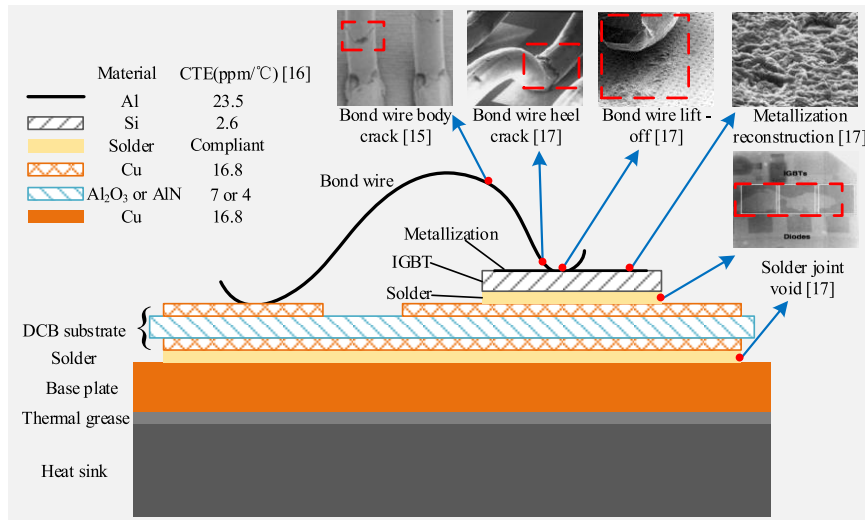 Material CTE(ppm/℃) [16]
Al 23.5
Si 2.6
Solder Compliant
Cu 16.8
Al₂O₃ or AlN 7 or 4
Cu 16.8
Bond wire body
crack [15]
Bond wire heel
crack [17]
Bond wire lift -
off [17]
Metallization
reconstruction [17]
IGBTs
Diodes
Solder joint
void [17]
Bond wire
Metallization
IGBT
Solder
DCB substrate
Solder
Base plate
Thermal grease
Heat sink